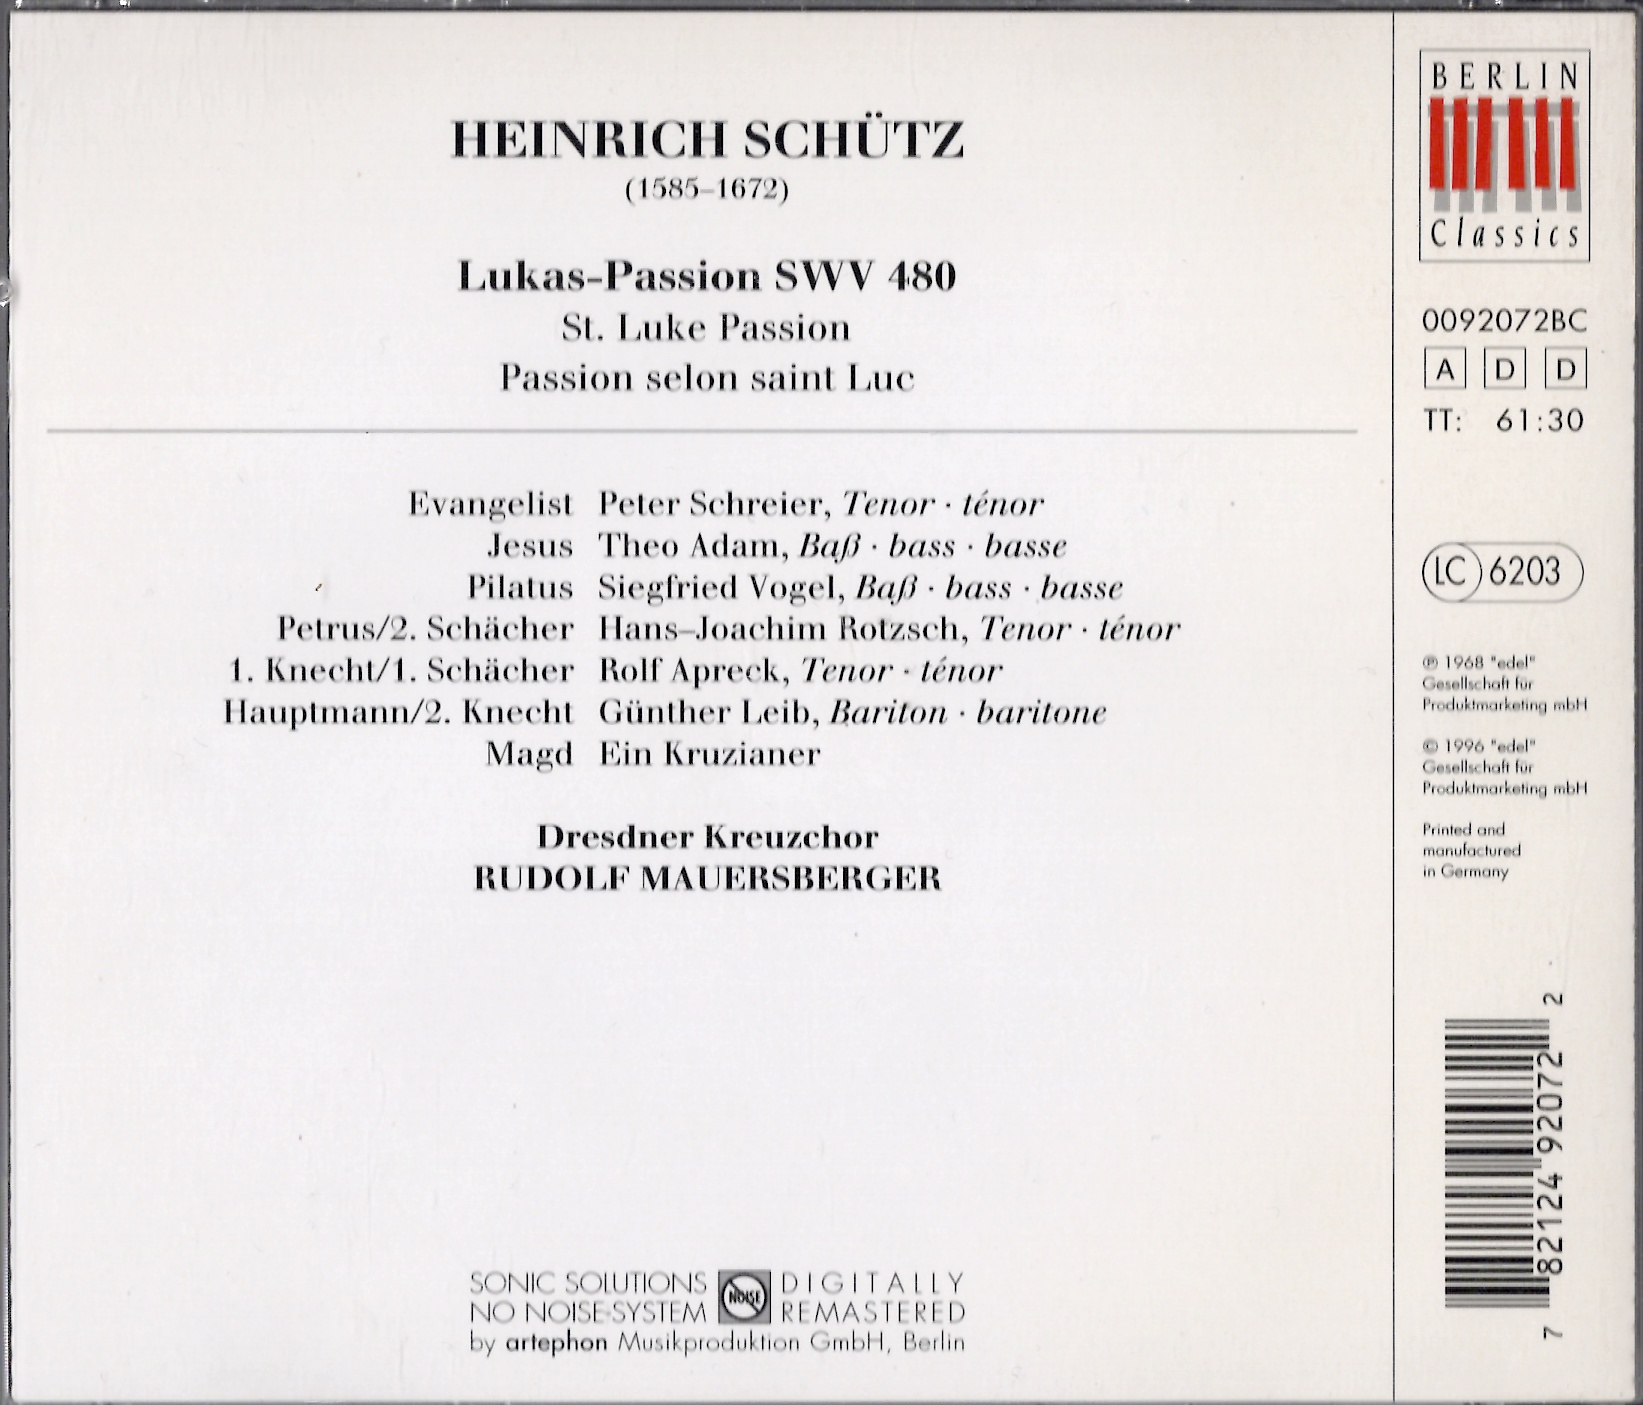 HEINRICH SCHÜTZ
(1585–1672)
Lukas-Passion SWV 480
St. Luke Passion
Passion selon saint Luc
Evangelist Peter Schreier, Tenor · ténor
Jesus Theo Adam, Baß · bass · basse
Pilatus Siegfried Vogel, Baß · bass · basse
Petrus/2. Schächer Hans–Joachim Rotzsch, Tenor · ténor
1. Knecht/1. Schächer Rolf Apreck, Tenor · ténor
Hauptmann/2. Knecht Günther Leib, Bariton · baritone
Magd Ein Kruzianer
Dresdner Kreuzchor
RUDOLF MAUERSBERGER
SONIC SOLUTIONS NOISE DIGITALLY
NO NOISE-SYSTEM REMASTERED
by artephon Musikproduktion GmbH, Berlin
BERLIN
Classics
0092072BC
A D D
TT: 61:30
LC 6203
℗ 1968 "edel"
Gesellschaft für
Produktmarketing mbH
© 1996 "edel"
Gesellschaft für
Produktmarketing mbH
Printed and
manufactured
in Germany
7 82124 92072 2